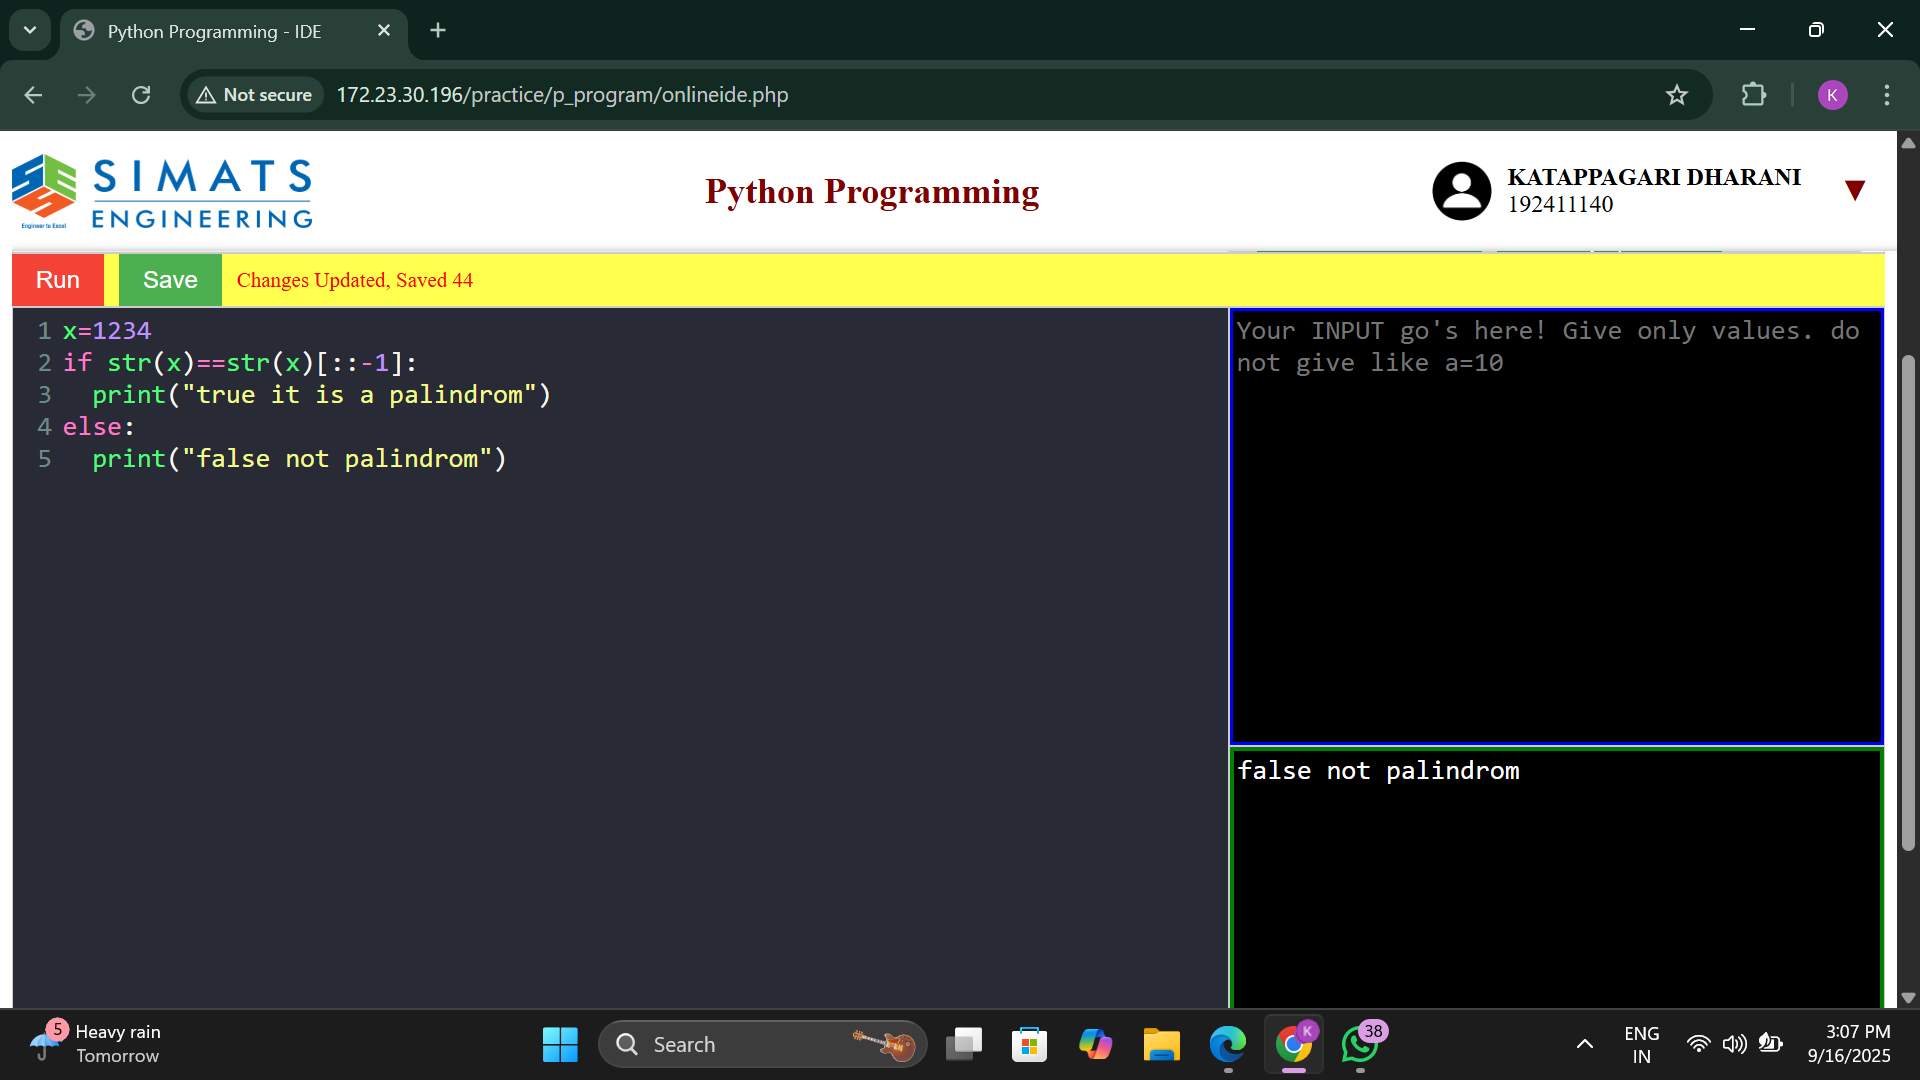 Python Programming - IDE
Not secure
172.23.30.196/practice/p_program/onlineide.php
K
SIMATS
ENGINEERING
Engineer to Excel
Python Programming
KATAPPAGARI DHARANI
192411140
Run
Save
Changes Updated, Saved 44
1 x=1234
2 if str(x)==str(x)[::-1]:
3   print("true it is a palindrom")
4 else:
5   print("false not palindrom")
Your INPUT go's here! Give only values. do
not give like a=10
false not palindrom
5
Heavy rain
Tomorrow
Search
K
38
ENG
IN
3:07 PM
9/16/2025